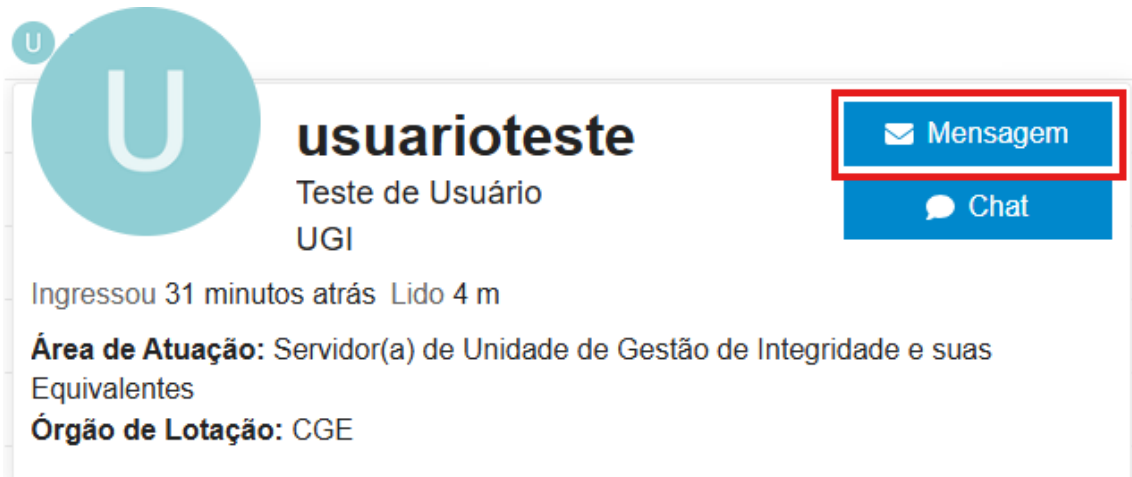 U
U
usuarioteste
Mensagem
Teste de Usuário
Chat
UGI
Ingressou 31 minutos atrás Lido 4 m
Área de Atuação: Servidor(a) de Unidade de Gestão de Integridade e suas
Equivalentes
Órgão de Lotação: CGE